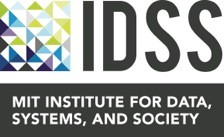 IDSS
MIT INSTITUTE FOR DATA,
SYSTEMS, AND SOCIETY